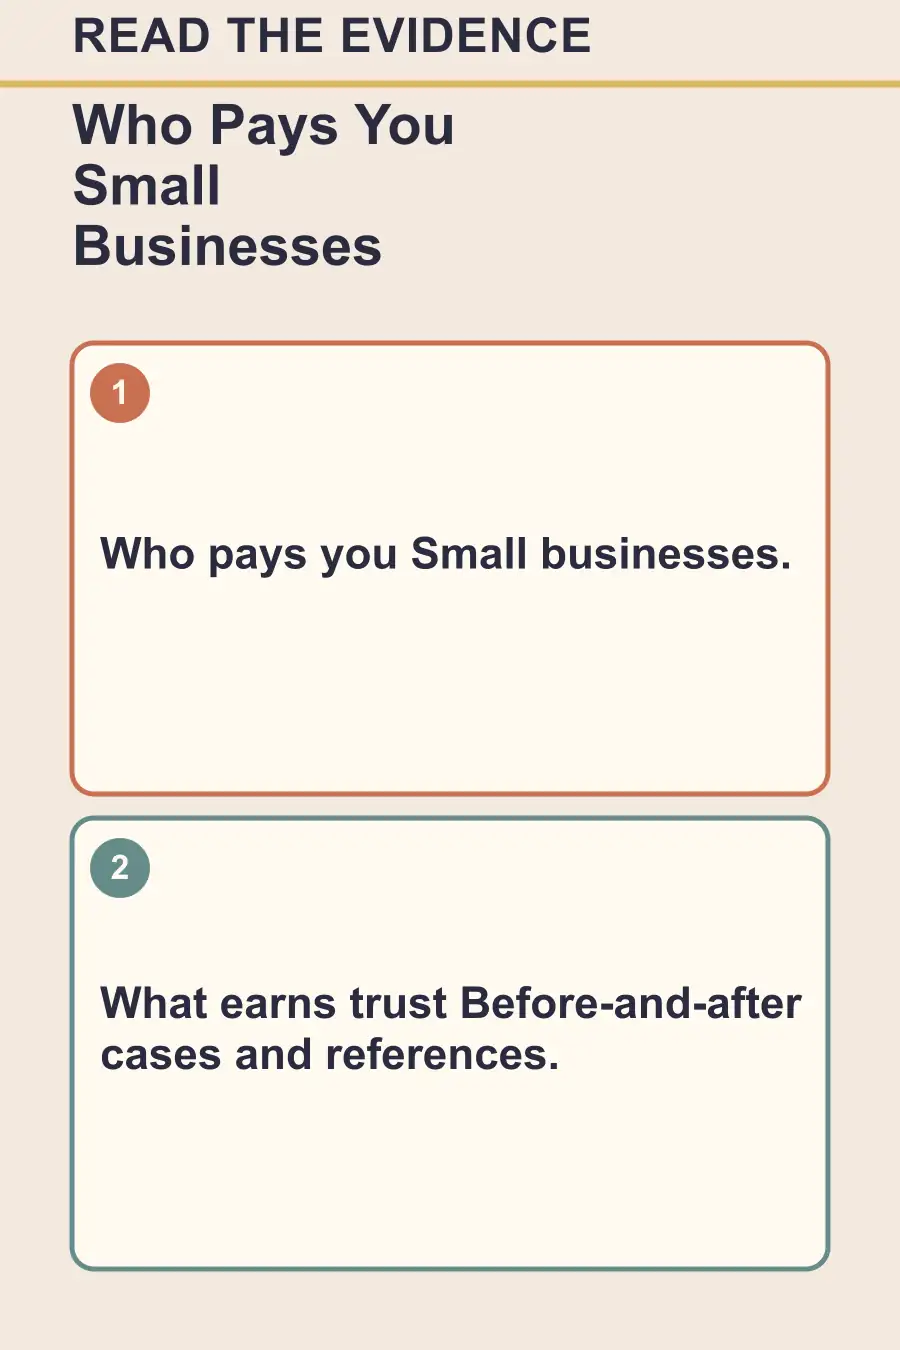 READ THE EVIDENCE
Who Pays You
Small
Businesses
1
Who pays you Small businesses.
2
What earns trust Before-and-after
cases and references.